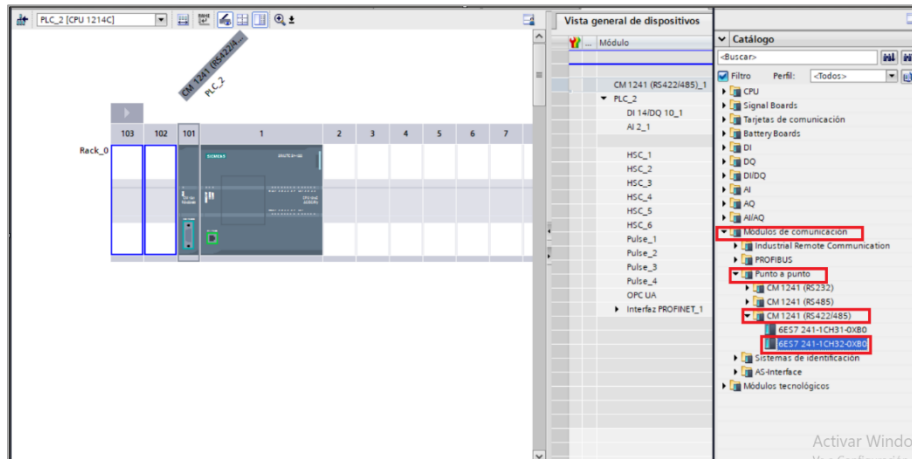 PLC_2 [CPU 1214C]
CM 1241 (RS422/4...
PLC_2
103 102 101 1 2 3 4 5 6 7
Rack_0
SIEMENS
Vista general de dispositivos
... Módulo
CM 1241 (RS422/485)_1
PLC_2
DI 14/DQ 10_1
AI 2_1
HSC_1
HSC_2
HSC_3
HSC_4
HSC_5
HSC_6
Pulse_1
Pulse_2
Pulse_3
Pulse_4
OPC UA
Interfaz PROFINET_1
Catálogo
<Buscar>
Filtro Perfil: <Todos>
CPU
Signal Boards
Tarjetas de comunicación
Battery Boards
DI
DQ
DI/DQ
AI
AQ
AI/AQ
Módulos de comunicación
Industrial Remote Communication
PROFIBUS
Punto a punto
CM 1241 (RS232)
CM 1241 (RS485)
CM 1241 (RS422/485)
6ES7 241-1CH31-0XB0
6ES7 241-1CH32-0XB0
Sistemas de identificación
AS-Interface
Módulos tecnológicos
Activar Windo